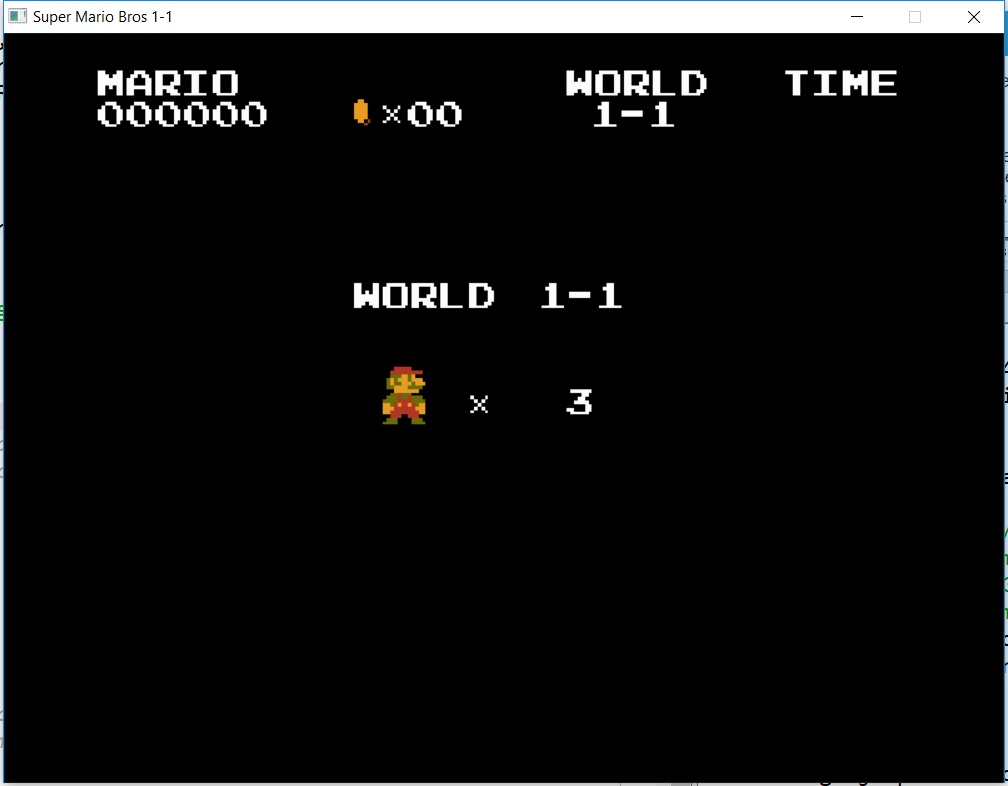 Super Mario Bros 1-1
MARIO WORLD TIME
000000 ×00 1-1
WORLD 1-1
× 3